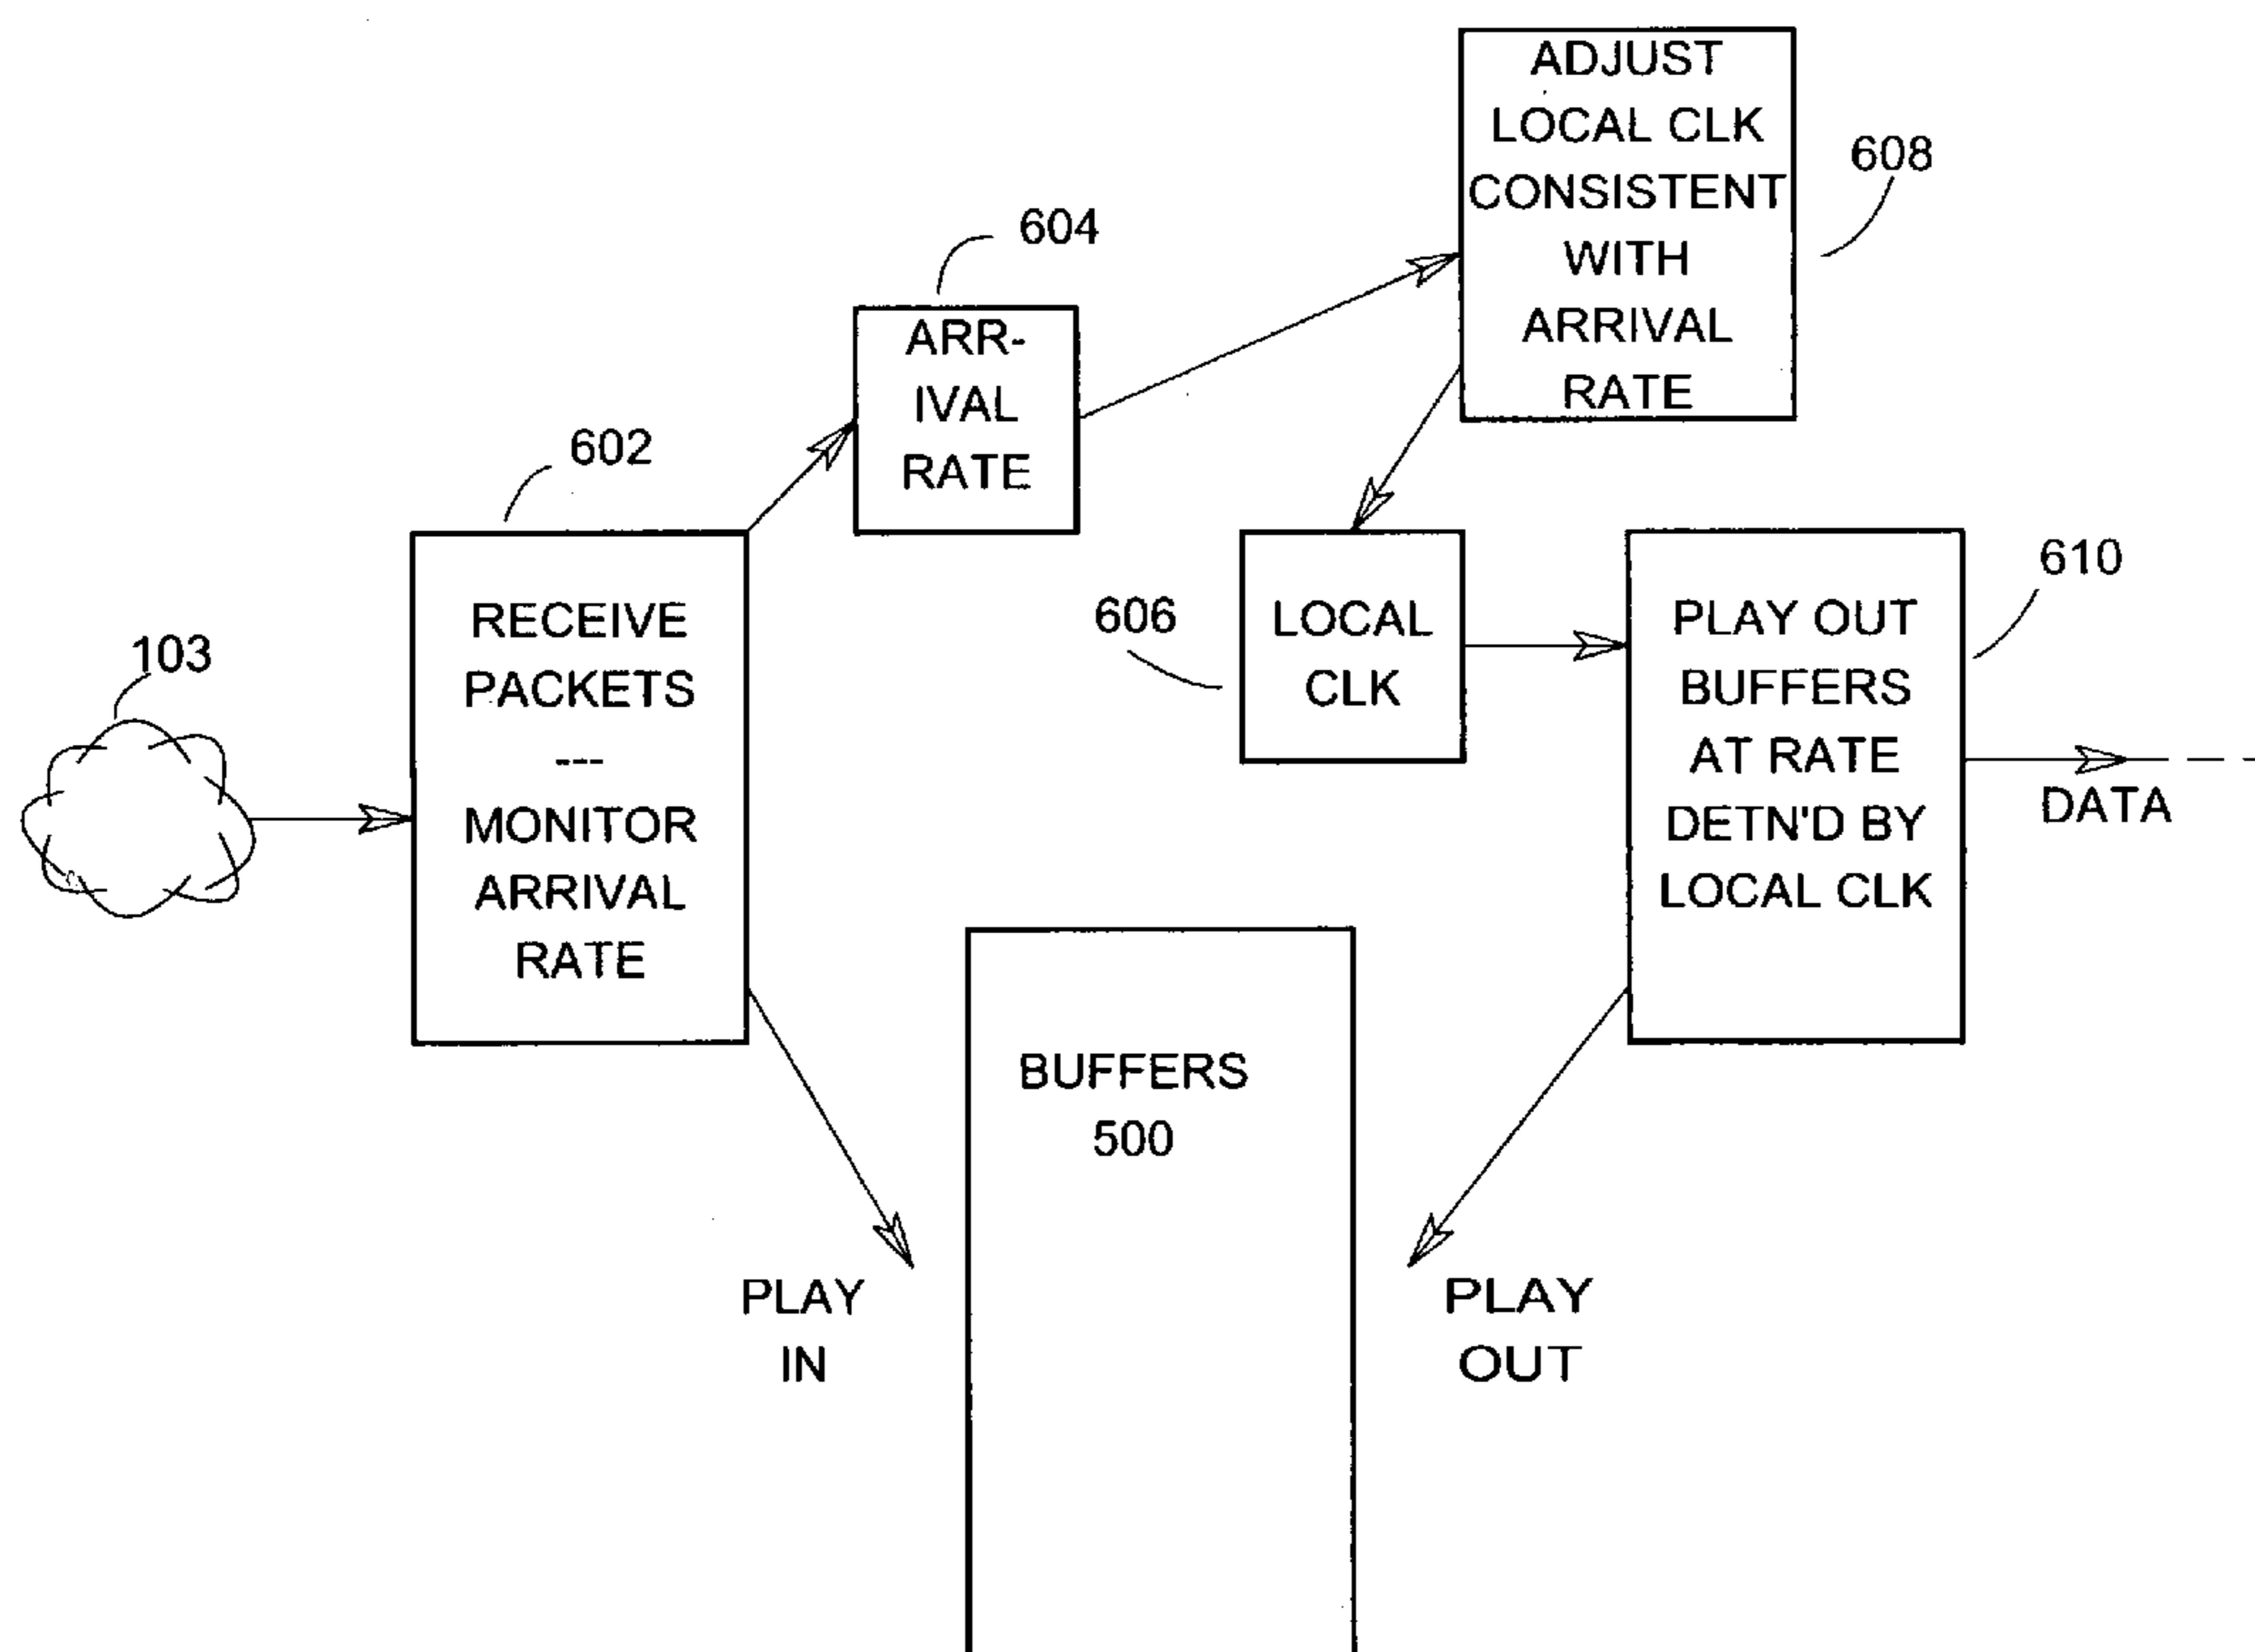 ADJUST
LOCAL CLK
CONSISTENT
WITH
ARRIVAL
RATE
608
604
ARR-
IVAL
RATE
602
RECEIVE
PACKETS
---
MONITOR
ARRIVAL
RATE
103
606
LOCAL
CLK
610
PLAY OUT
BUFFERS
AT RATE
DETN'D BY
LOCAL CLK
DATA
BUFFERS
500
PLAY
IN
PLAY
OUT